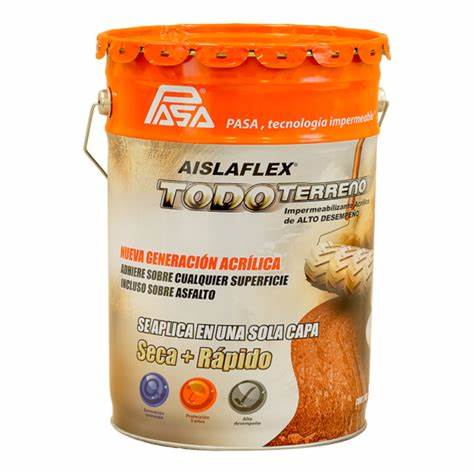 PASA®
PASA, tecnología impermeable
AISLAFLEX®
TODO TERRENO
Impermeabilizante Acrílico
de ALTO DESEMPEÑO
NUEVA GENERACIÓN ACRÍLICA
ADHIERE SOBRE CUALQUIER SUPERFICIE
INCLUSO SOBRE ASFALTO
SE APLICA EN UNA SOLA CAPA
Seca + Rápido
Protección
Alto
desempeño